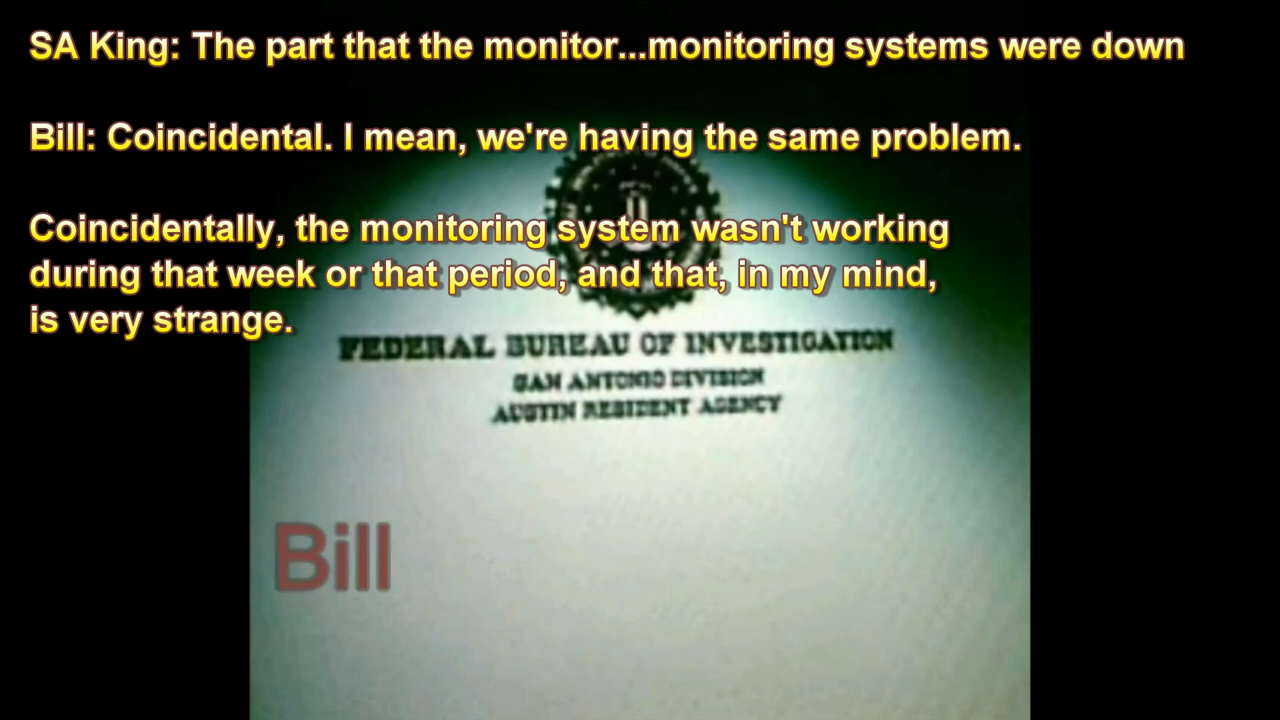 SA King: The part that the monitor...monitoring systems were down
Bill: Coincidental. I mean, we're having the same problem.
Coincidentally, the monitoring system wasn't working
during that week or that period, and that, in my mind,
is very strange.
FEDERAL BUREAU OF INVESTIGATION
SAN ANTONIO DIVISION
AUSTIN RESIDENT AGENCY
Bill